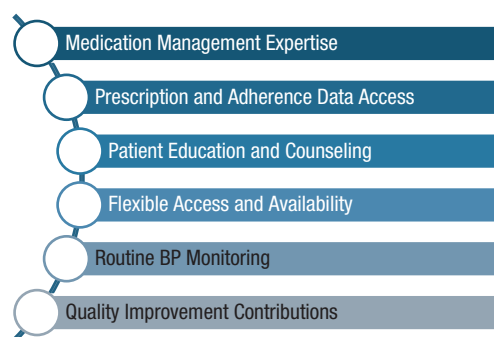 Medication Management Expertise
Prescription and Adherence Data Access
Patient Education and Counseling
Flexible Access and Availability
Routine BP Monitoring
Quality Improvement Contributions